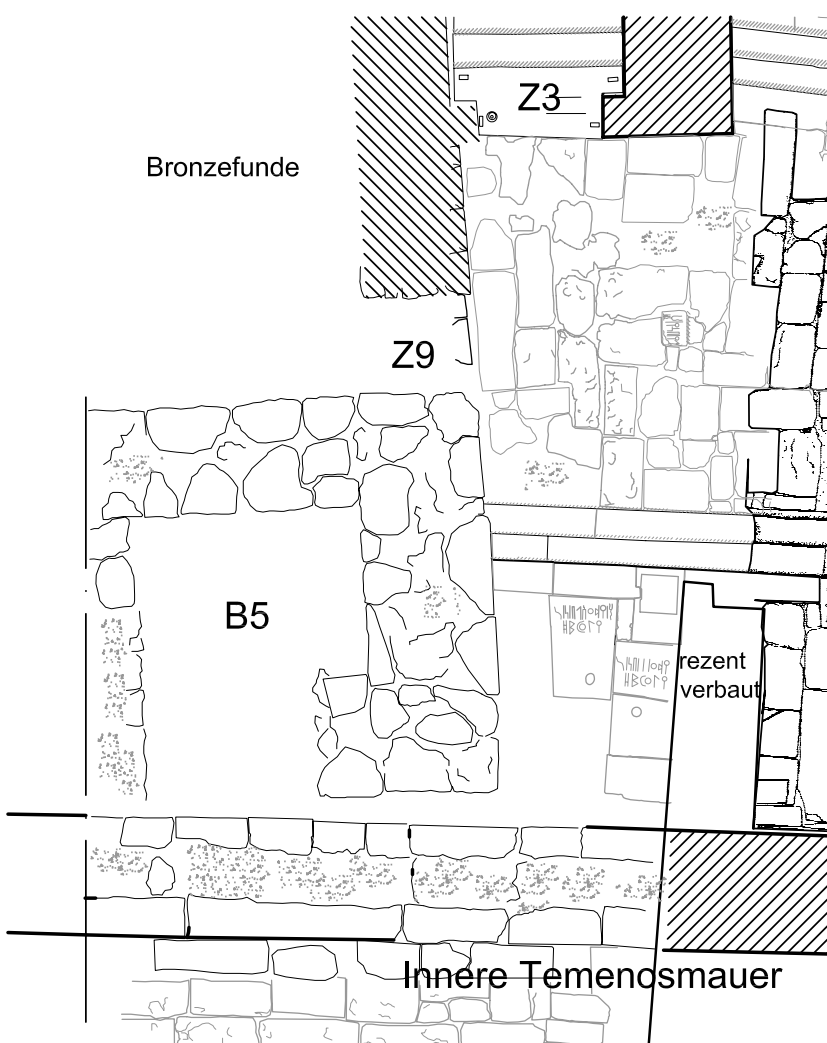 Z3
Bronzefunde
Z9
B5
rezent
verbaut
Innere Temenosmauer